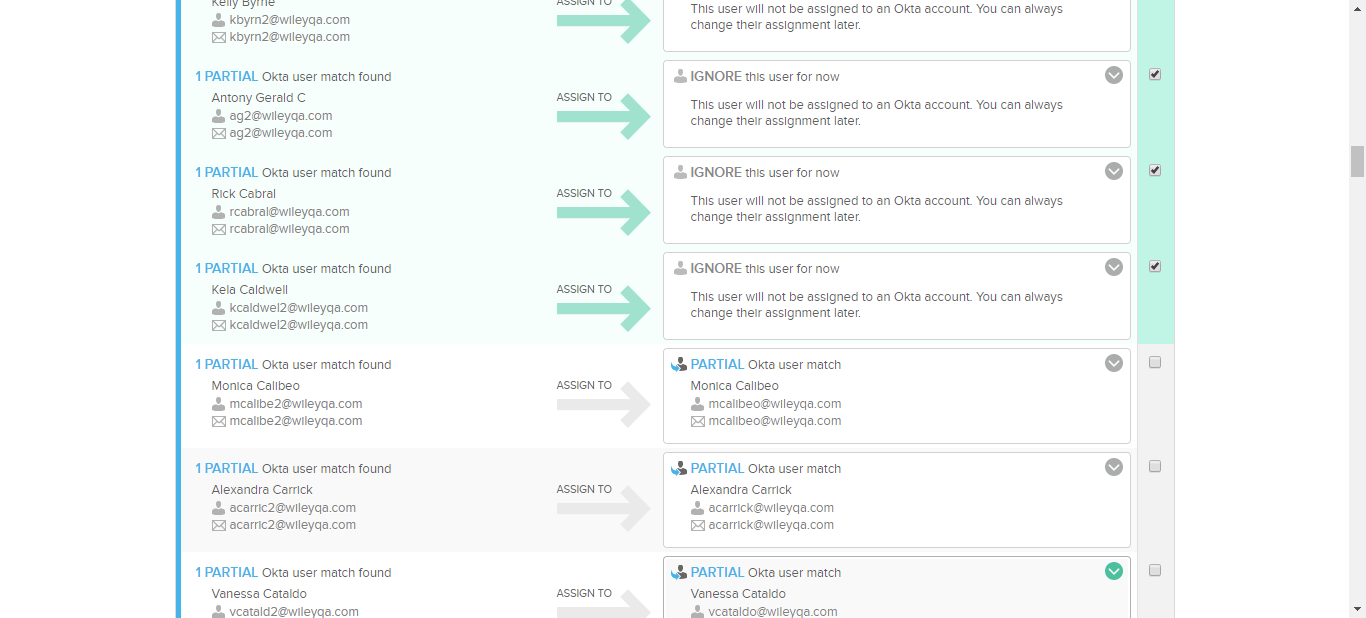 Kelly Byrne
kbyrn2@wileyqa.com
kbyrn2@wileyqa.com
ASSIGN TO
This user will not be assigned to an Okta account. You can always
change their assignment later.
1 PARTIAL Okta user match found
Antony Gerald C
ag2@wileyqa.com
ag2@wileyqa.com
ASSIGN TO
IGNORE this user for now
This user will not be assigned to an Okta account. You can always
change their assignment later.
1 PARTIAL Okta user match found
Rick Cabral
rcabral@wileyqa.com
rcabral@wileyqa.com
ASSIGN TO
IGNORE this user for now
This user will not be assigned to an Okta account. You can always
change their assignment later.
1 PARTIAL Okta user match found
Kela Caldwell
kcaldwel2@wileyqa.com
kcaldwel2@wileyqa.com
ASSIGN TO
IGNORE this user for now
This user will not be assigned to an Okta account. You can always
change their assignment later.
1 PARTIAL Okta user match found
Monica Calibeo
mcalibe2@wileyqa.com
mcalibe2@wileyqa.com
ASSIGN TO
PARTIAL Okta user match
Monica Calibeo
mcalibeo@wileyqa.com
mcalibeo@wileyqa.com
1 PARTIAL Okta user match found
Alexandra Carrick
acarric2@wileyqa.com
acarric2@wileyqa.com
ASSIGN TO
PARTIAL Okta user match
Alexandra Carrick
acarrick@wileyqa.com
acarrick@wileyqa.com
1 PARTIAL Okta user match found
Vanessa Cataldo
vcatald2@wileyqa.com
ASSIGN TO
PARTIAL Okta user match
Vanessa Cataldo
vcataldo@wileyqa.com